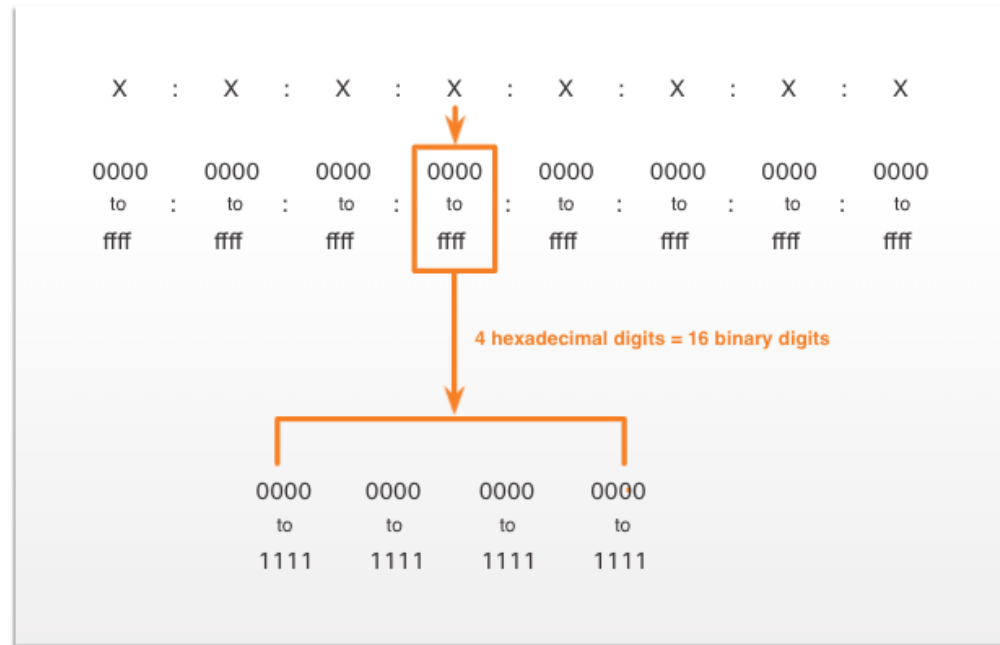 X : X : X : X : X : X : X : X
0000 0000 0000 0000 0000 0000 0000 0000
to : to : to : to : to : to : to : to
ffff ffff ffff ffff ffff ffff ffff ffff
4 hexadecimal digits = 16 binary digits
0000 0000 0000 0000
to to to to
1111 1111 1111 1111